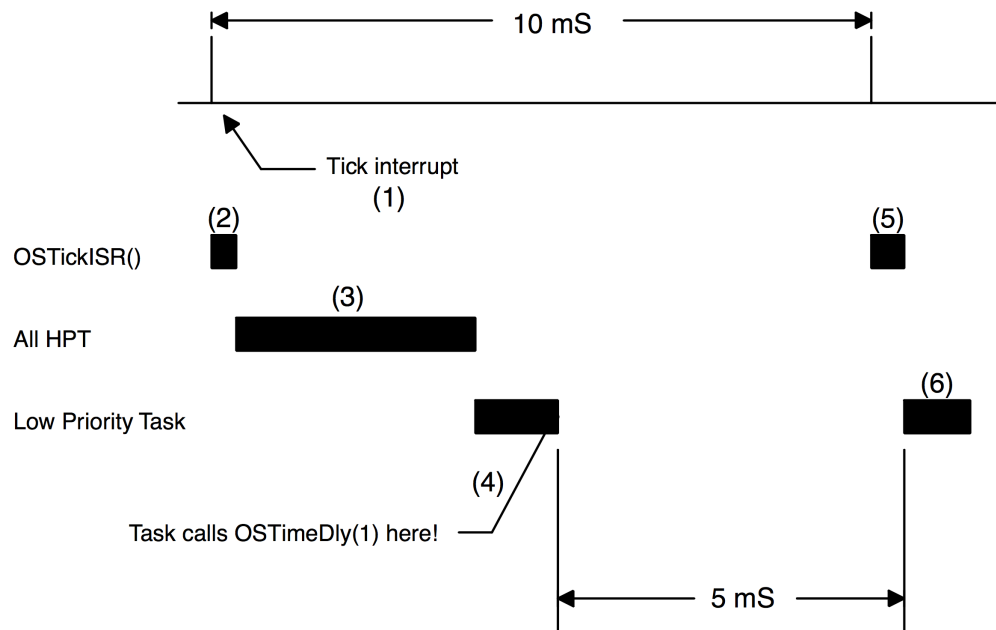 10 mS
Tick interrupt
(1)
(2)
(5)
OSTickISR()
(3)
All HPT
(6)
Low Priority Task
(4)
Task calls OSTimeDly(1) here!
5 mS